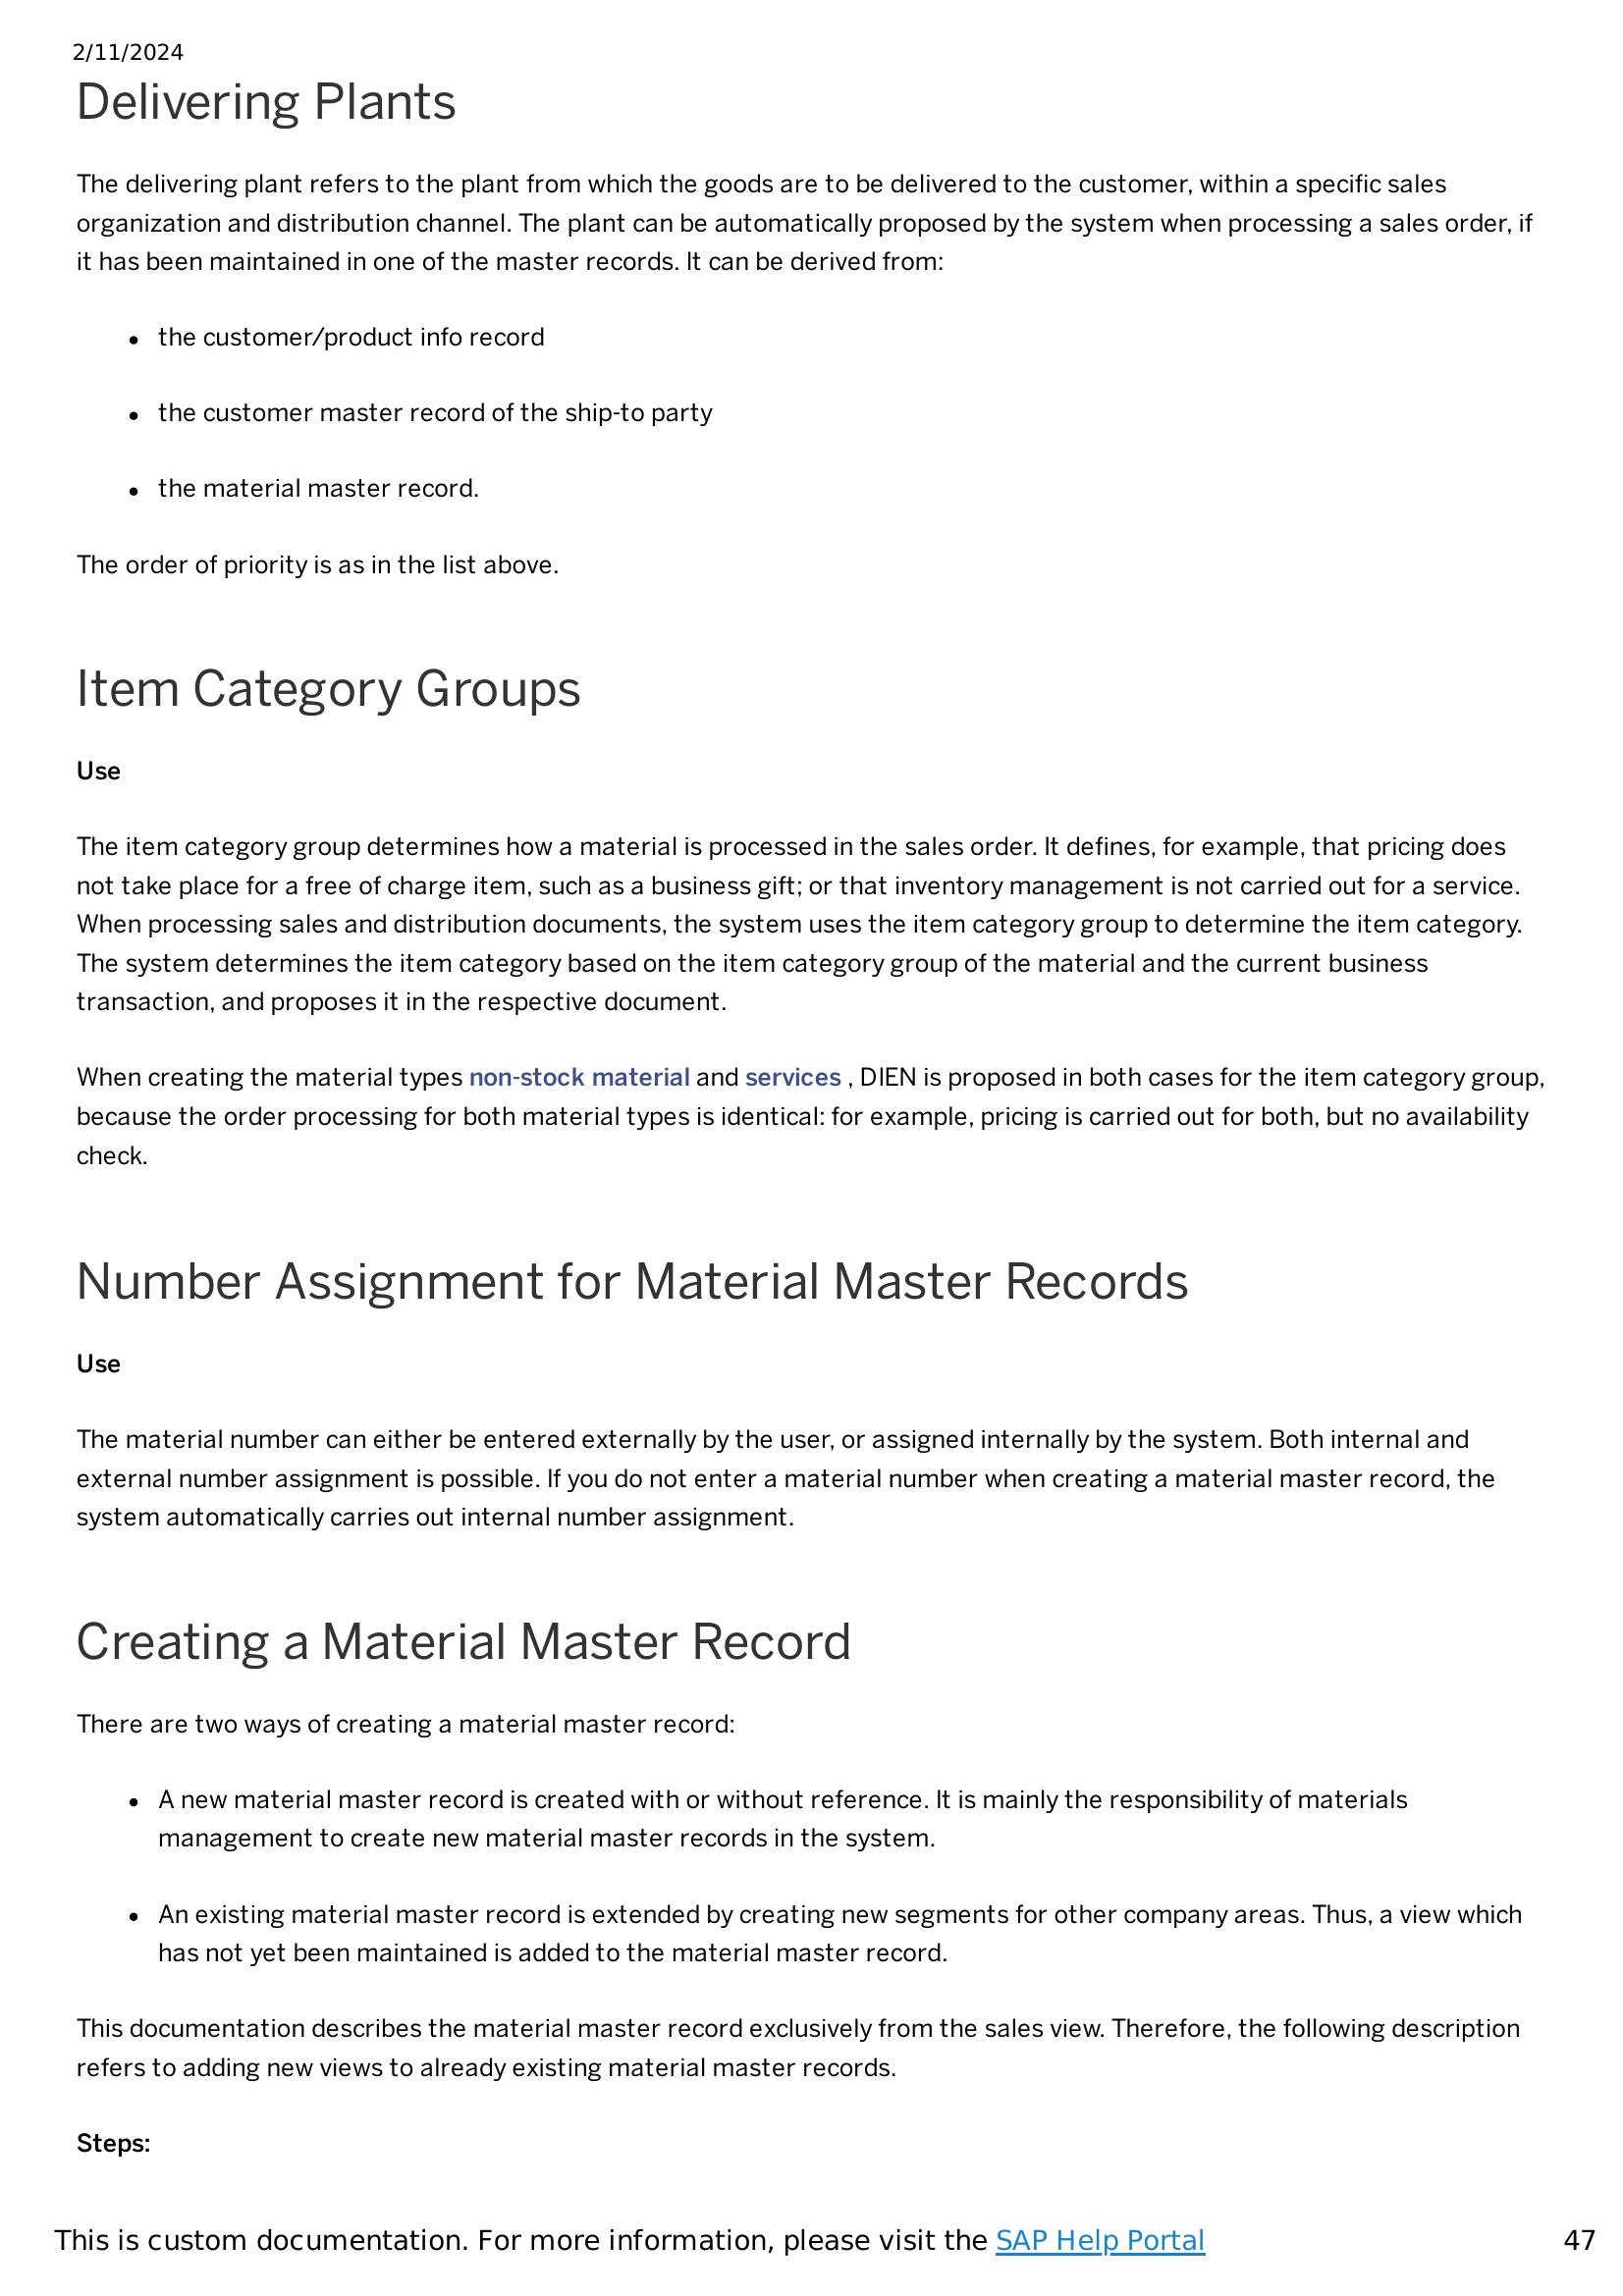 2/11/2024
Delivering Plants
The delivering plant refers to the plant from which the goods are to be delivered to the customer, within a specific sales
organization and distribution channel. The plant can be automatically proposed by the system when processing a sales order, if
it has been maintained in one of the master records. It can be derived from:
• the customer/product info record
• the customer master record of the ship-to party
• the material master record.
The order of priority is as in the list above.
Item Category Groups
Use
The item category group determines how a material is processed in the sales order. It defines, for example, that pricing does
not take place for a free of charge item, such as a business gift; or that inventory management is not carried out for a service.
When processing sales and distribution documents, the system uses the item category group to determine the item category.
The system determines the item category based on the item category group of the material and the current business
transaction, and proposes it in the respective document.
When creating the material types non-stock material and services , DIEN is proposed in both cases for the item category group,
because the order processing for both material types is identical: for example, pricing is carried out for both, but no availability
check.
Number Assignment for Material Master Records
Use
The material number can either be entered externally by the user, or assigned internally by the system. Both internal and
external number assignment is possible. If you do not enter a material number when creating a material master record, the
system automatically carries out internal number assignment.
Creating a Material Master Record
There are two ways of creating a material master record:
• A new material master record is created with or without reference. It is mainly the responsibility of materials
management to create new material master records in the system.
• An existing material master record is extended by creating new segments for other company areas. Thus, a view which
has not yet been maintained is added to the material master record.
This documentation describes the material master record exclusively from the sales view. Therefore, the following description
refers to adding new views to already existing material master records.
Steps:
This is custom documentation. For more information, please visit the SAP Help Portal 47